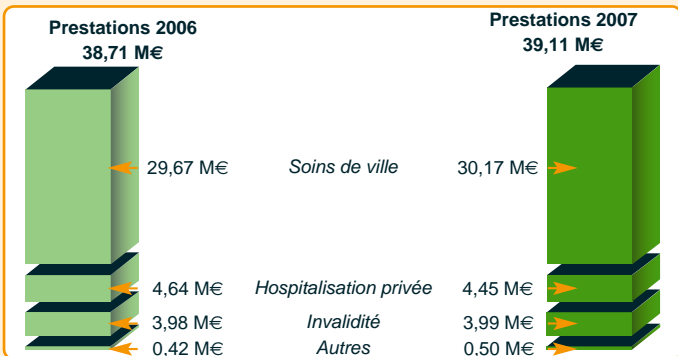 Prestations 2006
38,71 M€
Prestations 2007
39,11 M€
29,67 M€ Soins de ville 30,17 M€
4,64 M€ Hospitalisation privée 4,45 M€
3,98 M€ Invalidité 3,99 M€
0,42 M€ Autres 0,50 M€